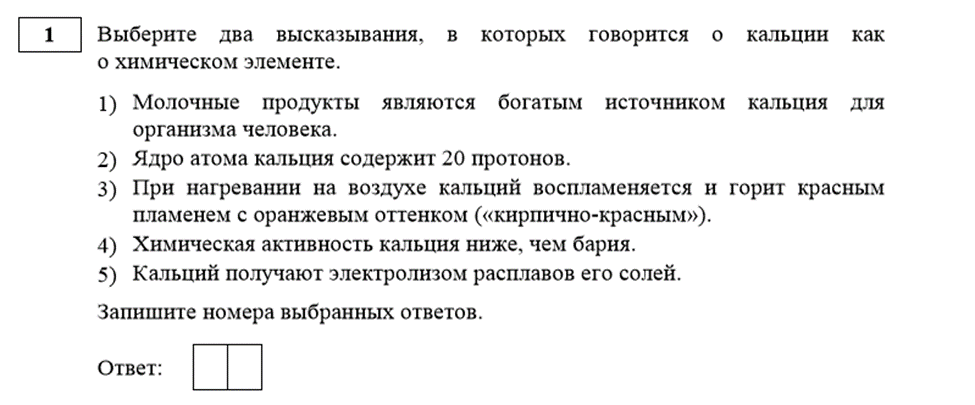 1
Выберите два высказывания, в которых говорится о кальции как
о химическом элементе.
1) Молочные продукты являются богатым источником кальция для
организма человека.
2) Ядро атома кальция содержит 20 протонов.
3) При нагревании на воздухе кальций воспламеняется и горит красным
пламенем с оранжевым оттенком («кирпично-красным»).
4) Химическая активность кальция ниже, чем бария.
5) Кальций получают электролизом расплавов его солей.
Запишите номера выбранных ответов.
Ответ: